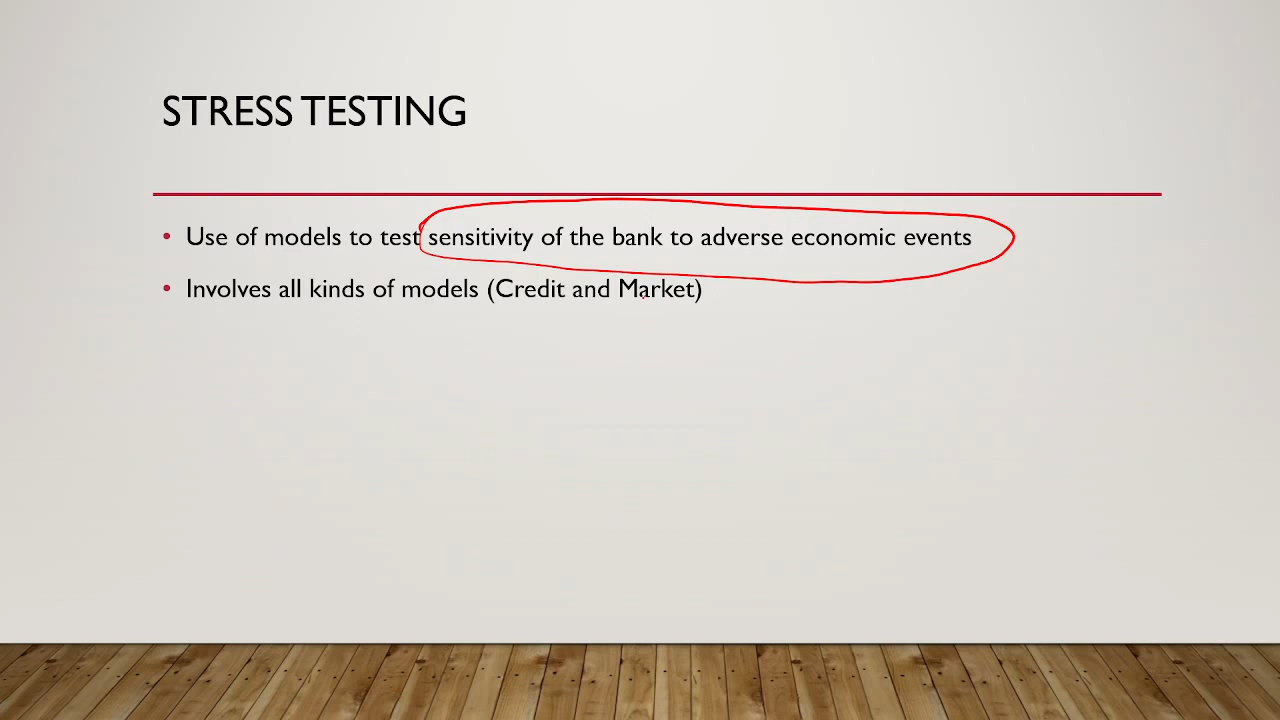 STRESS TESTING
• Use of models to test sensitivity of the bank to adverse economic events
• Involves all kinds of models (Credit and Market)